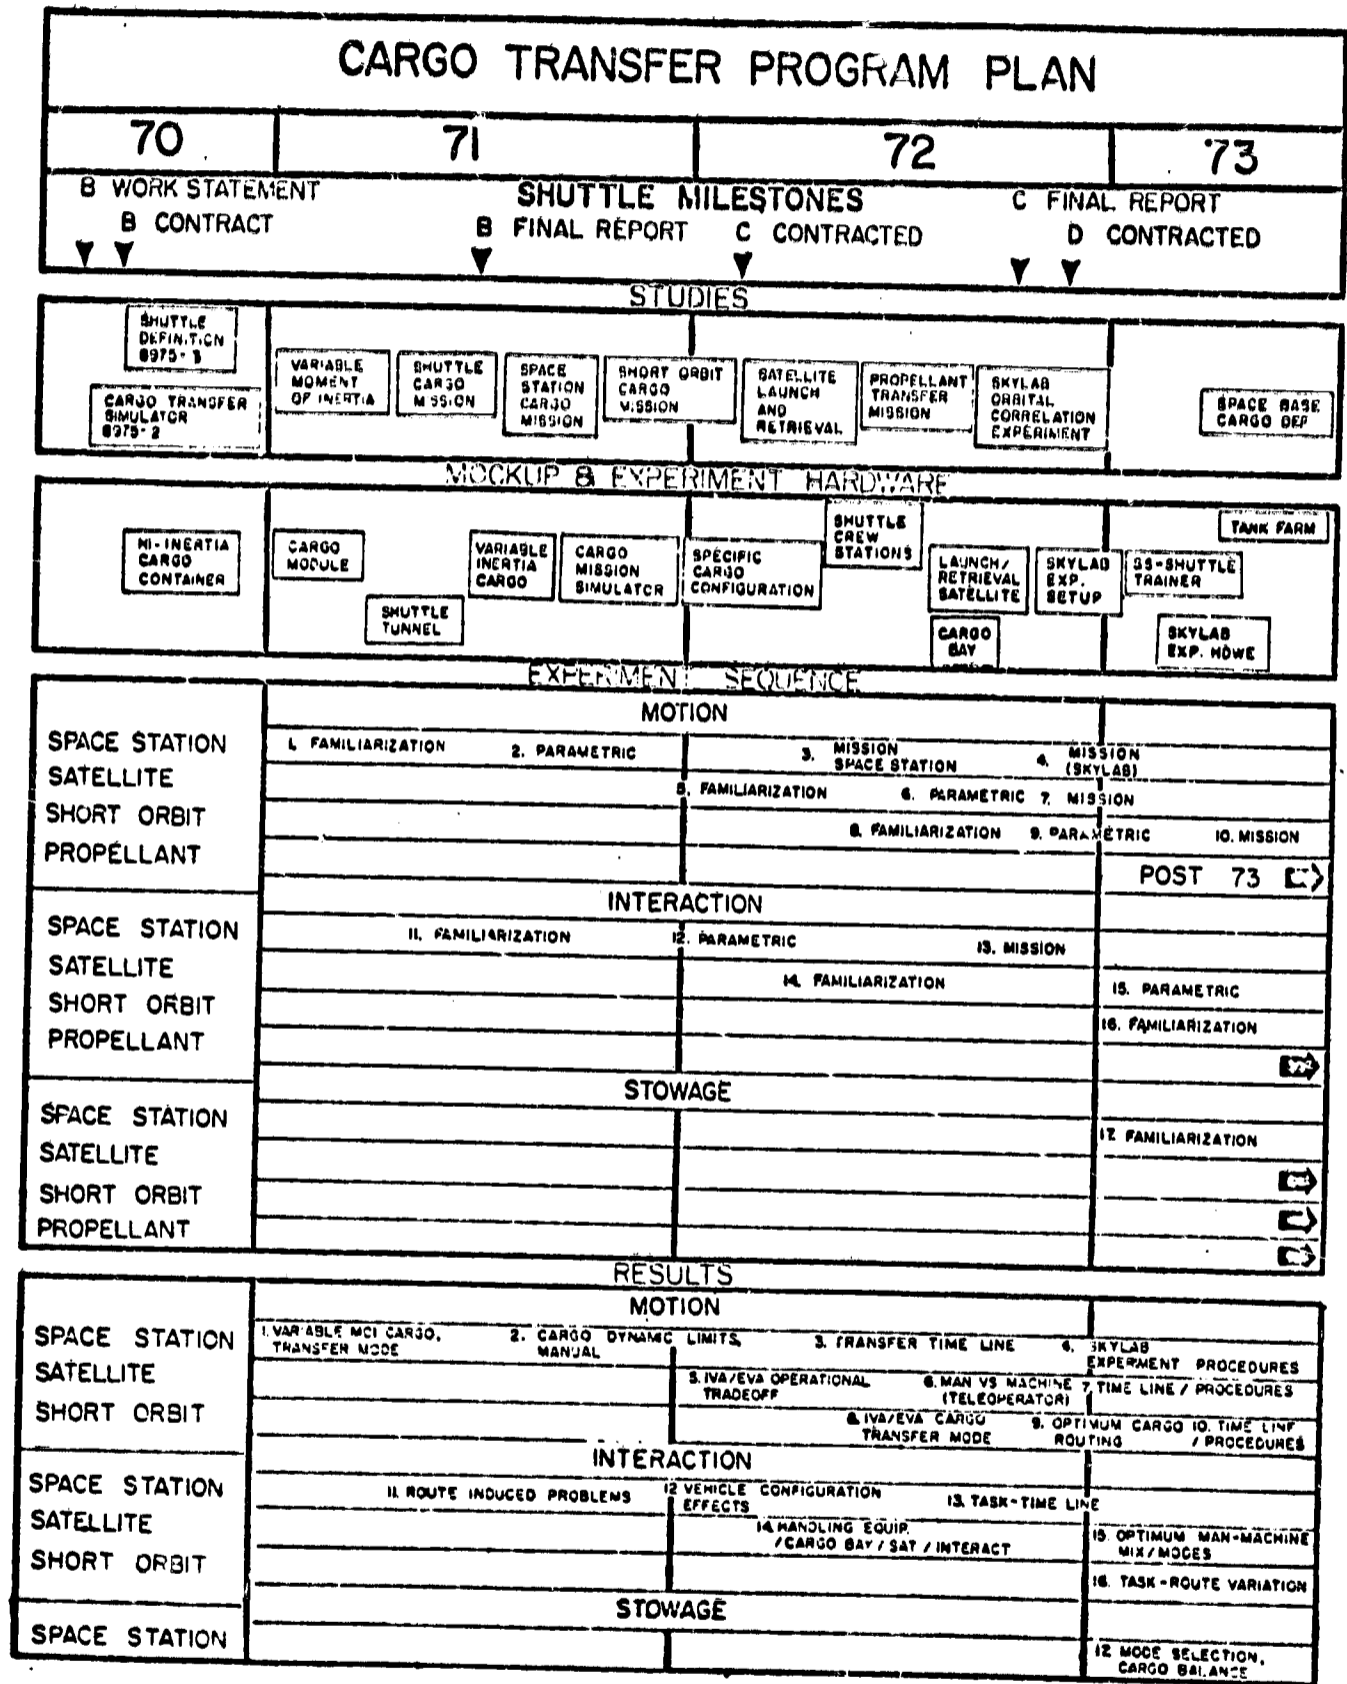 CARGO TRANSFER PROGRAM PLAN
70 71 72 73
B WORK STATEMENT
SHUTTLE MILESTONES
C FINAL REPORT
B CONTRACT
B FINAL REPORT
C CONTRACTED
D CONTRACTED
STUDIES
SHUTTLE
DEFINITION
8975-
CARGO TRANSFER
SIMULATOR
8975-2
VARIABLE
MOMENT
OF INERTIA
SHUTTLE
CARGO
MISSION
SPACE
STATION
CARGO
MISSION
SHORT ORBIT
CARGO
MISSION
SATELLITE
LAUNCH
AND
RETRIEVAL
PROPELLANT
TRANSFER
MISSION
SKYLAB
ORBITAL
CORRELATION
EXPERIMENT
SPACE BASE
CARGO DEP
MOCKUP & EXPERIMENT HARDWARE
HI-INERTIA
CARGO
CONTAINER
CARGO
MODULE
SHUTTLE
TUNNEL
VARIABLE
INERTIA
CARGO
CARGO
MISSION
SIMULATOR
SPECIFIC
CARGO
CONFIGURATION
SHUTTLE
CREW
STATIONS
LAUNCH/
RETRIEVAL
SATELLITE
CARGO
BAY
SKYLAB
EXP.
SETUP
SS-SHUTTLE
TRAINER
TANK FARM
SKYLAB
EXP. HDWE
EXPERIMENT SEQUENCE
MOTION
SPACE STATION
1. FAMILIARIZATION
2. PARAMETRIC
3. MISSION
SPACE STATION
4. MISSION
(SKYLAB)
SATELLITE
5. FAMILIARIZATION
6. PARAMETRIC
7. MISSION
SHORT ORBIT
8. FAMILIARIZATION
9. PARAMETRIC
10. MISSION
PROPELLANT
POST 73
INTERACTION
SPACE STATION
11. FAMILIARIZATION
12. PARAMETRIC
13. MISSION
SATELLITE
14. FAMILIARIZATION
15. PARAMETRIC
SHORT ORBIT
16. FAMILIARIZATION
PROPELLANT
STOWAGE
SPACE STATION
17. FAMILIARIZATION
SATELLITE
SHORT ORBIT
PROPELLANT
RESULTS
MOTION
SPACE STATION
1. VARIABLE MOI CARGO,
TRANSFER MODE
2. CARGO DYNAMIC LIMITS,
MANUAL
3. TRANSFER TIME LINE
4. SKYLAB
EXPERMENT PROCEDURES
SATELLITE
5. IVA/EVA OPERATIONAL
TRADEOFF
6. MAN VS MACHINE
(TELEOPERATOR)
7. TIME LINE / PROCEDURES
SHORT ORBIT
8. IVA/EVA CARGO
TRANSFER MODE
9. OPTIMUM CARGO
ROUTING
10. TIME LINE
/ PROCEDURES
INTERACTION
SPACE STATION
11. ROUTE INDUCED PROBLEMS
12 VEHICLE CONFIGURATION
EFFECTS
13. TASK-TIME LINE
SATELLITE
14. HANDLING EQUIP.
/ CARGO BAY / SAT / INTERACT
15. OPTIMUM MAN-MACHINE
MIX/MODES
SHORT ORBIT
16. TASK-ROUTE VARIATION
STOWAGE
SPACE STATION
12 MODE SELECTION,
CARGO BALANCE